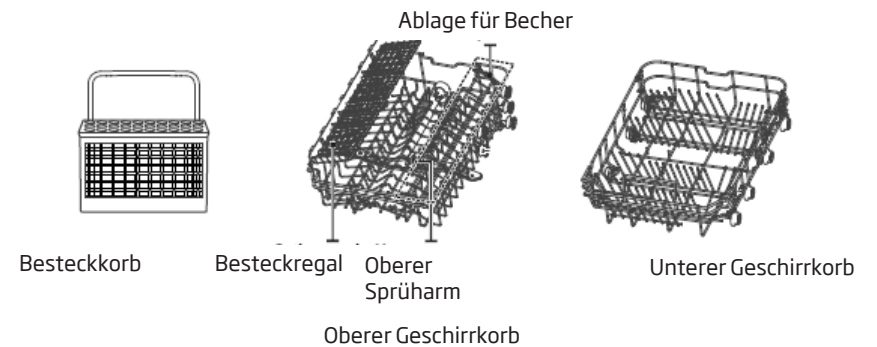 Ablage für Becher
Besteckkorb
Besteckregal
Oberer
Sprüharm
Unterer Geschirrkorb
Oberer Geschirrkorb